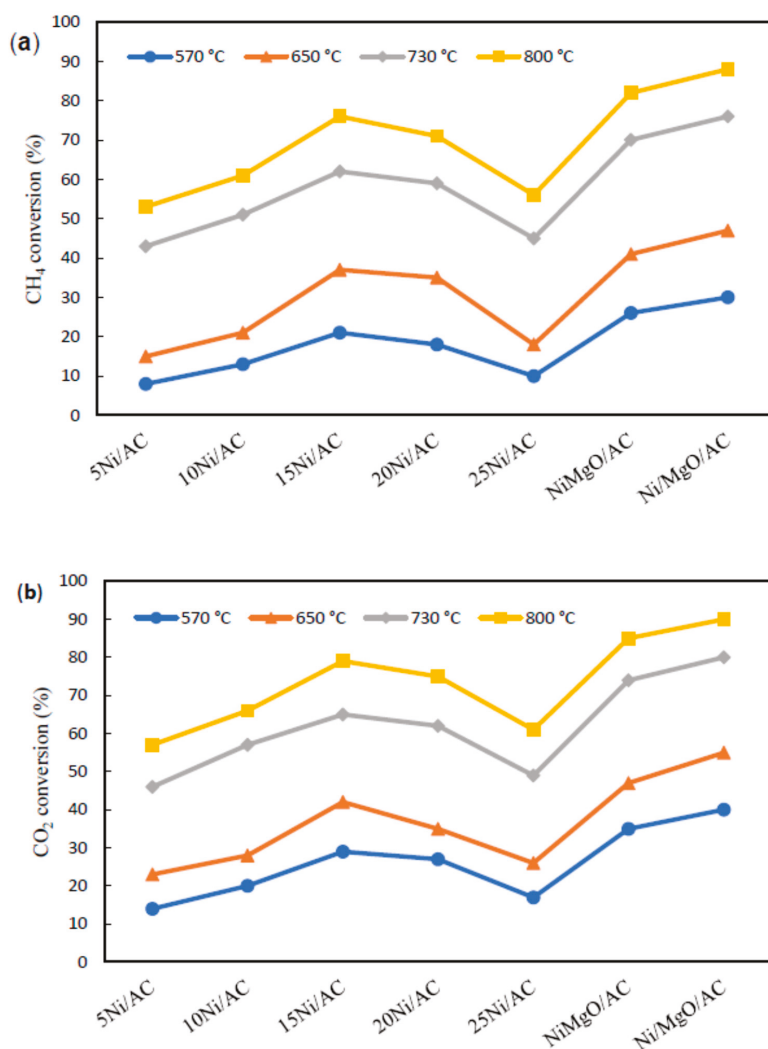 (a)
570 °C 650 °C 730 °C 800 °C
100
90
80
70
60
50
40
30
20
10
0
CH₄ conversion (%)
5Ni/AC 10Ni/AC 15Ni/AC 20Ni/AC 25Ni/AC NiMgO/AC Ni/MgO/AC
(b)
570 °C 650 °C 730 °C 800 °C
100
90
80
70
60
50
40
30
20
10
0
CO₂ conversion (%)
5Ni/AC 10Ni/AC 15Ni/AC 20Ni/AC 25Ni/AC NiMgO/AC Ni/MgO/AC